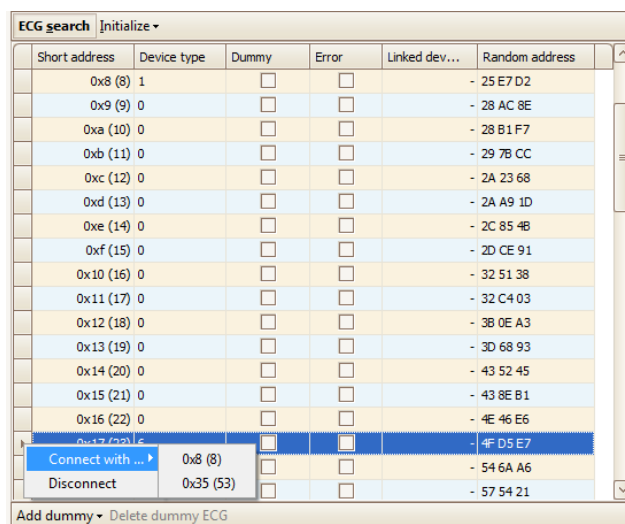 ECG search Initialize
Short address Device type Dummy Error Linked dev... Random address
0x8 (8) 1 - 25 E7 D2
0x9 (9) 0 - 28 AC 8E
0xa (10) 0 - 28 B1 F7
0xb (11) 0 - 29 7B CC
0xc (12) 0 - 2A 23 68
0xd (13) 0 - 2A A9 1D
0xe (14) 0 - 2C 85 4B
0xf (15) 0 - 2D CE 91
0x10 (16) 0 - 32 51 38
0x11 (17) 0 - 32 C4 03
0x12 (18) 0 - 3B 0E A3
0x13 (19) 0 - 3D 68 93
0x14 (20) 0 - 43 52 45
0x15 (21) 0 - 43 8E B1
0x16 (22) 0 - 4E 46 E6
0x17 (23) 6 - 4F D5 E7
Connect with ... 0x8 (8) - 54 6A A6
Disconnect 0x35 (53) - 57 54 21
Add dummy Delete dummy ECG